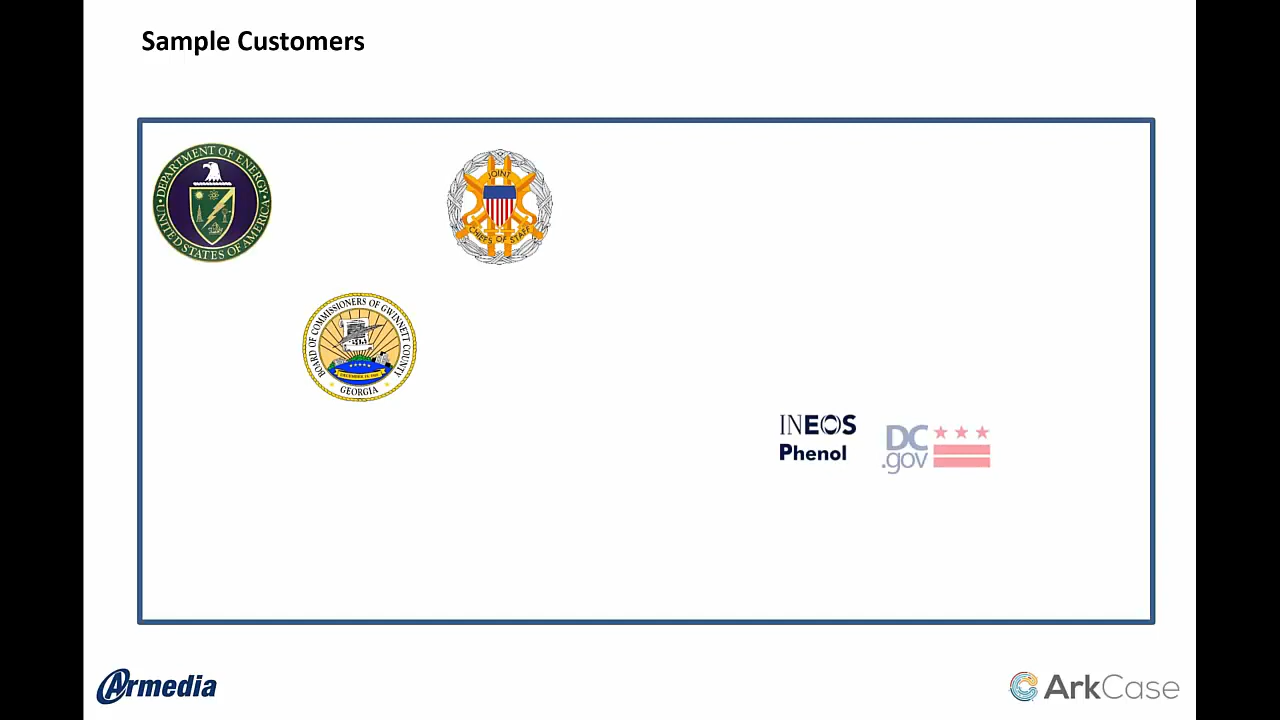 Sample Customers
DEPARTMENT OF ENERGY
UNITED STATES OF AMERICA
JOINT
CHIEFS OF STAFF
BOARD OF COMMISSIONERS OF GWINNETT COUNTY
GEORGIA
INEOS
Phenol
DC
.gov
Armedia
ArkCase